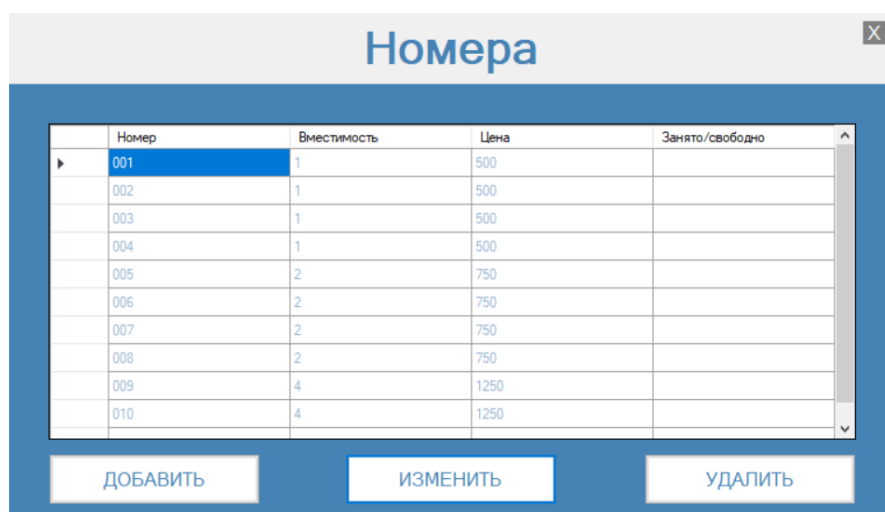 Номера
X
Номер Вместимость Цена Занято/свободно
001 1 500
002 1 500
003 1 500
004 1 500
005 2 750
006 2 750
007 2 750
008 2 750
009 4 1250
010 4 1250
ДОБАВИТЬ ИЗМЕНИТЬ УДАЛИТЬ